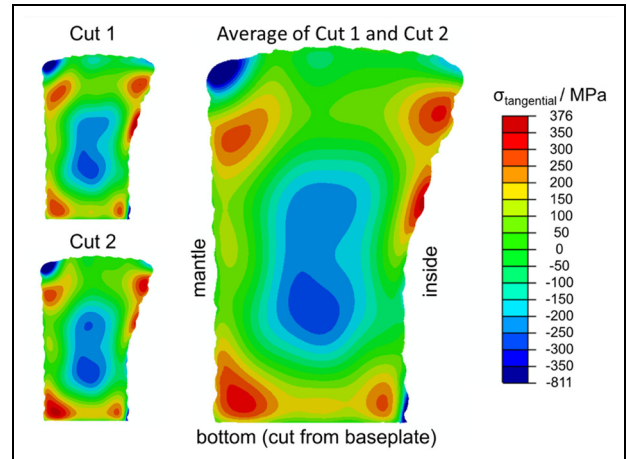 Cut 1
Average of Cut 1 and Cut 2
σtangential / MPa
376
350
300
250
200
150
100
50
0
-50
-100
-150
-200
-250
-300
-350
-811
Cut 2
mantle
inside
bottom (cut from baseplate)